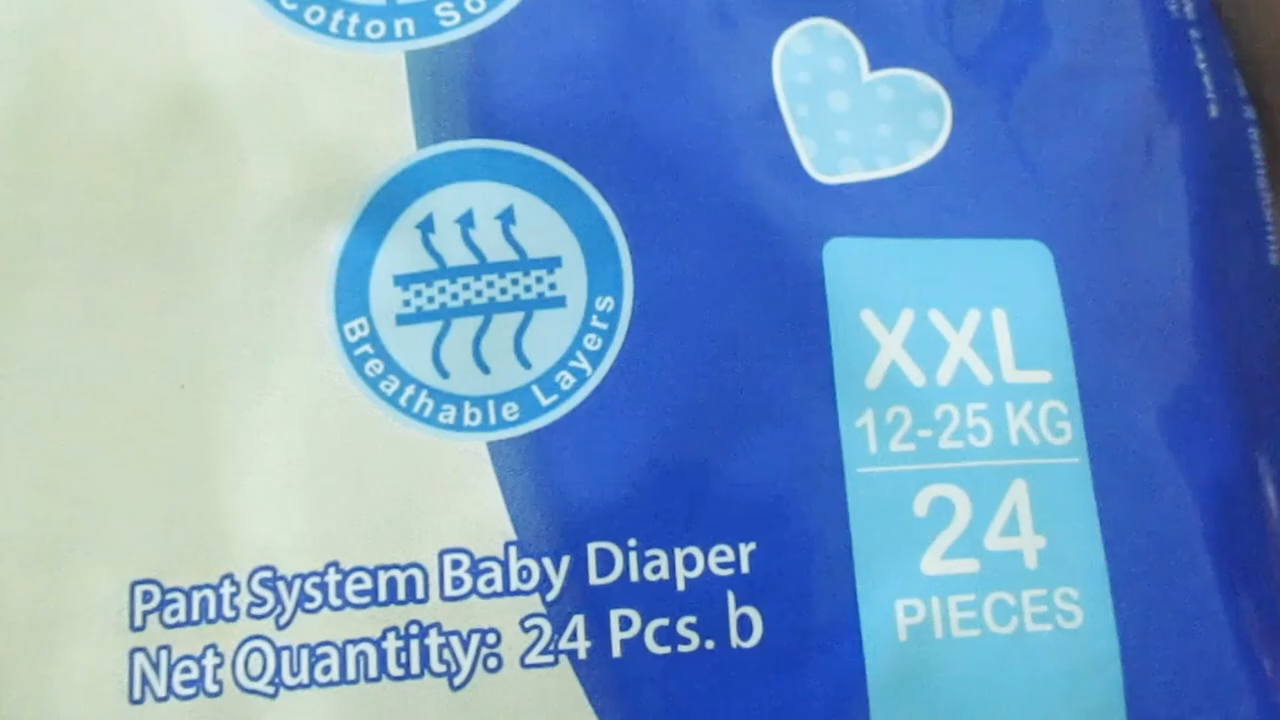 Cotton So
Breathable Layers
XXL
12-25 KG
24
PIECES
Pant System Baby Diaper
Net Quantity: 24 Pcs. b